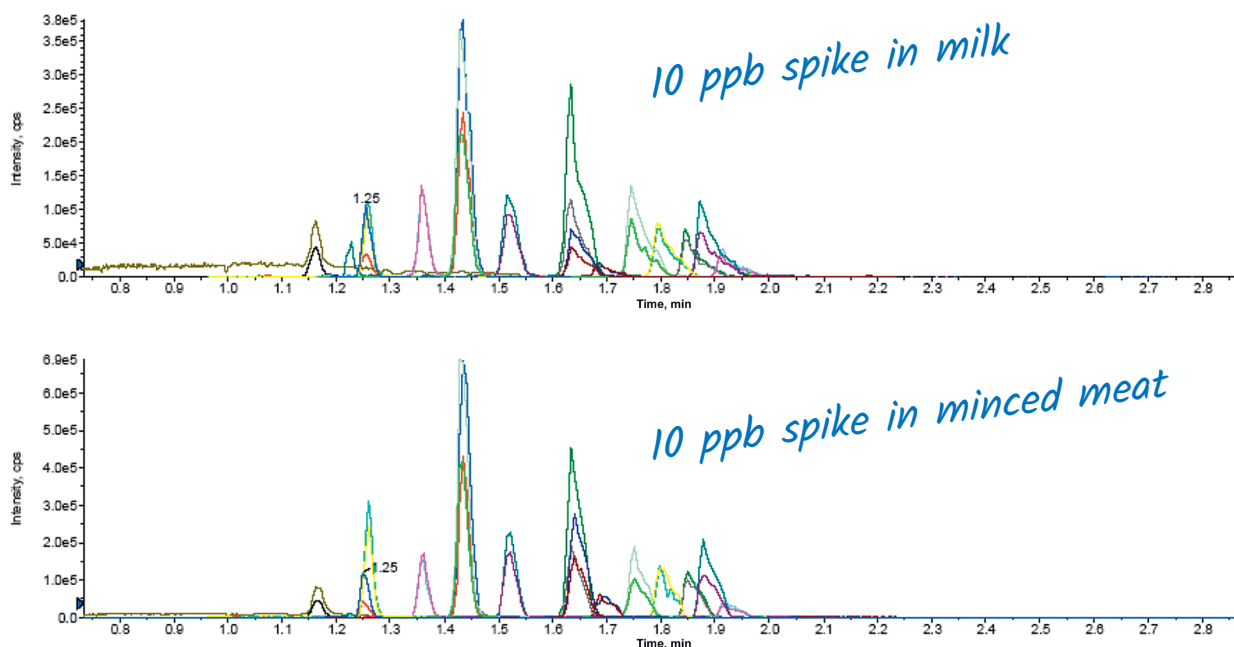 3.8e5
3.5e5
3.0e5
2.5e5
2.0e5
1.5e5
1.0e5
5.0e4
0.0
Intensity, cps
10 ppb spike in milk
1.25
0.8 0.9 1.0 1.1 1.2 1.3 1.4 1.5 1.6 1.7 1.8 1.9 2.0 2.1 2.2 2.3 2.4 2.5 2.6 2.7 2.8
Time, min
6.9e5
6.0e5
5.0e5
4.0e5
3.0e5
2.0e5
1.0e5
0.0
Intensity, cps
10 ppb spike in minced meat
1.25
0.8 0.9 1.0 1.1 1.2 1.3 1.4 1.5 1.6 1.7 1.8 1.9 2.0 2.1 2.2 2.3 2.4 2.5 2.6 2.7 2.8
Time, min